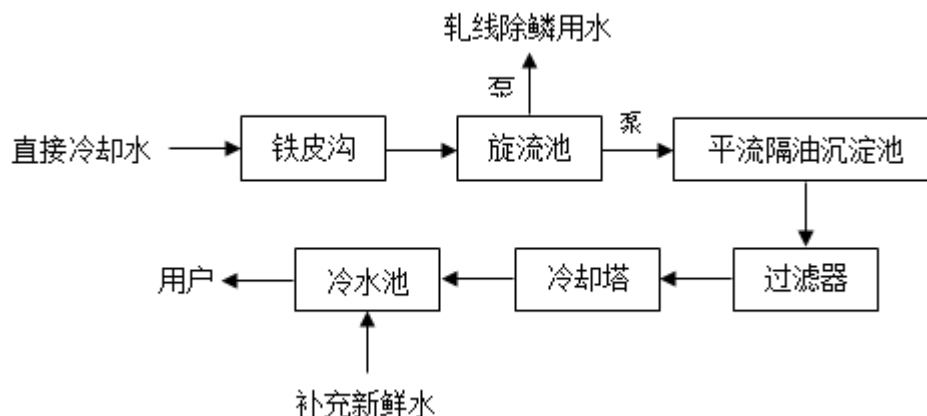 轧线除鳞用水
泵
泵
直接冷却水
铁皮沟
旋流池
平流隔油沉淀池
用户
冷水池
冷却塔
过滤器
补充新鲜水